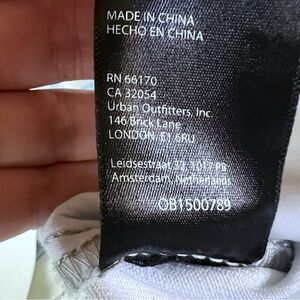 MADE IN CHINA
HECHO EN CHINA
RN 66170
CA 32054
Urban Outfitters, Inc.
146 Brick Lane
LONDON, E1 6RU
Leidsestraat 33, 1017 PB
Amsterdam, Netherlands
OB1500789